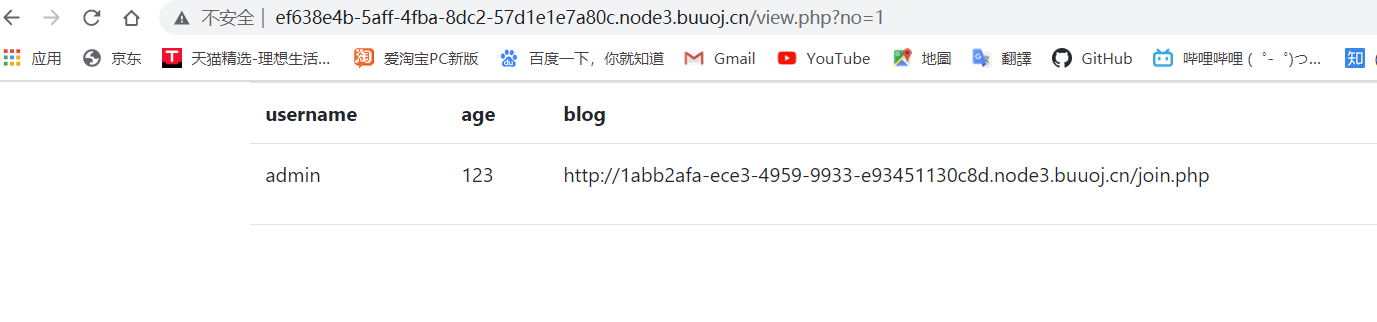 不安全 | ef638e4b-5aff-4fba-8dc2-57d1e1e7a80c.node3.buuoj.cn/view.php?no=1
应用 京东 天猫精选-理想生活... 爱淘宝PC新版 百度一下，你就知道 Gmail YouTube 地圖 翻譯 GitHub 哔哩哔哩 ( ゜- ゜)つ... 知
username age blog
admin 123 http://1abb2afa-ece3-4959-9933-e93451130c8d.node3.buuoj.cn/join.php